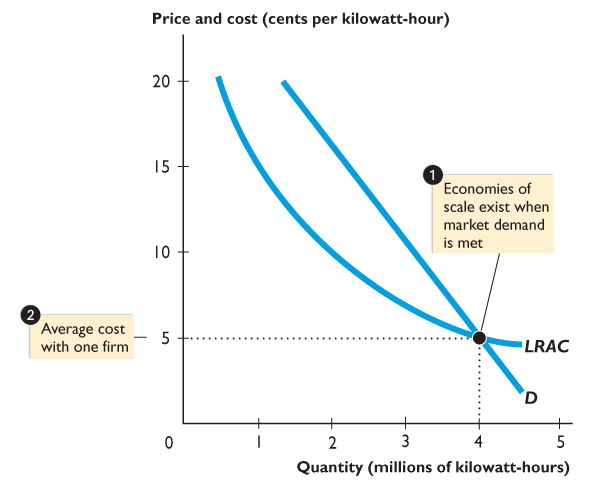 Price and cost (cents per kilowatt-hour)
20
15
1
Economies of
scale exist when
market demand
is met
10
2
Average cost
with one firm
5
LRAC
D
0
1
2
3
4
5
Quantity (millions of kilowatt-hours)